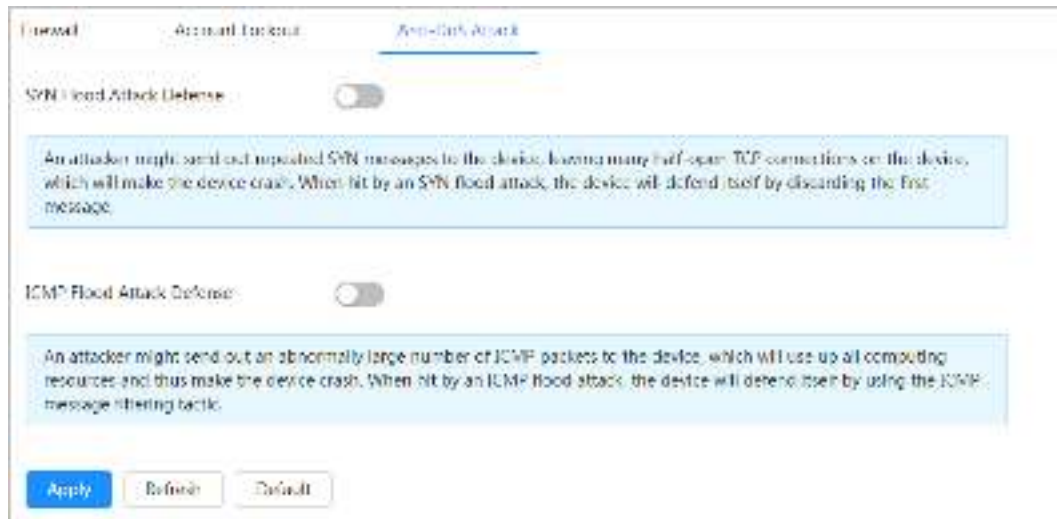 Firewall Account Lockout Anti-DoS Attack
SYN Flood Attack Defense
An attacker might send out repeated SYN messages to the device, leaving many half-open TCP connections on the device,
which will make the device crash. When hit by an SYN flood attack, the device will defend itself by discarding the first
message.
ICMP Flood Attack Defense
An attacker might send out an abnormally large number of ICMP packets to the device, which will use up all computing
resources and thus make the device crash. When hit by an ICMP flood attack, the device will defend itself by using the ICMP
message filtering tactic.
Apply Refresh Default